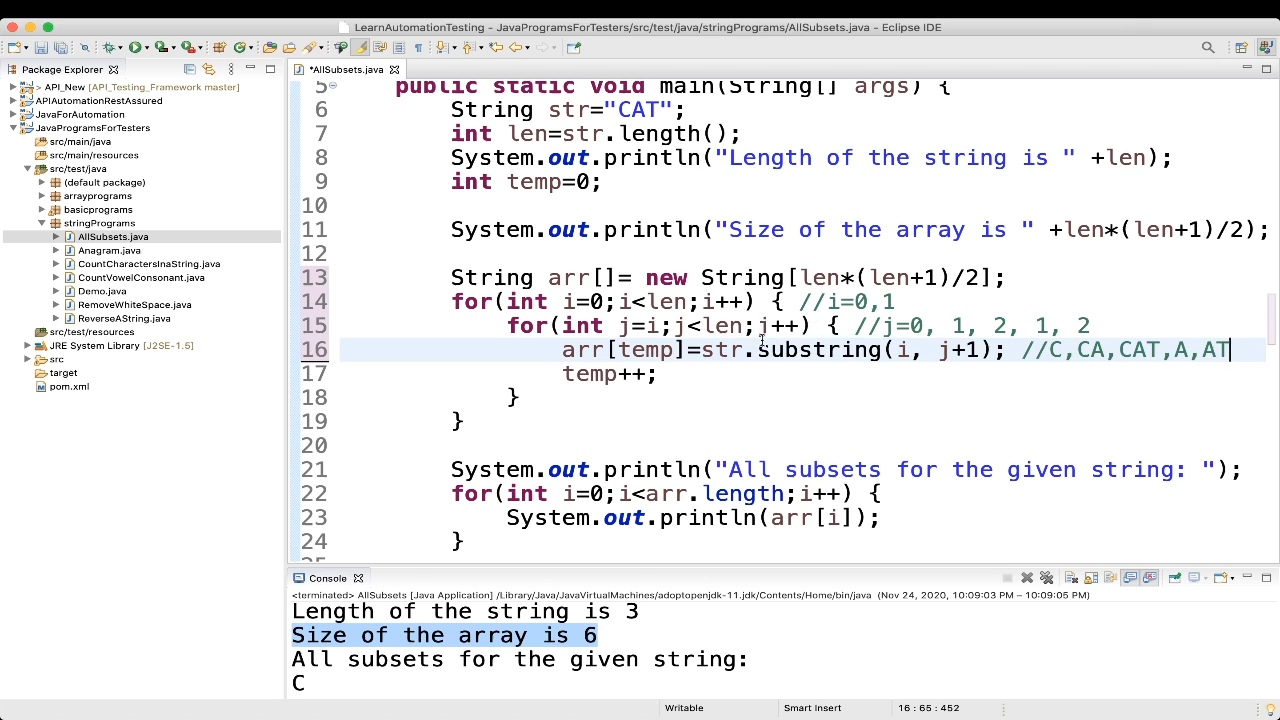 LearnAutomationTesting - JavaProgramsForTesters/src/test/java/stringPrograms/AllSubsets.java - Eclipse IDE
Package Explorer
*AllSubsets.java
> API_New [API_Testing_Framework master]
APIAutomationRestAssured
JavaForAutomation
JavaProgramsForTesters
src/main/java
src/main/resources
src/test/java
(default package)
arrayprograms
basicprograms
stringPrograms
AllSubsets.java
Anagram.java
CountCharactersInaString.java
CountVowelConsonant.java
Demo.java
RemoveWhiteSpace.java
ReverseAString.java
src/test/resources
JRE System Library [J2SE-1.5]
src
target
pom.xml
5 public static void main(String[] args) {
6 String str="CAT";
7 int len=str.length();
8 System.out.println("Length of the string is " +len);
9 int temp=0;
10
11 System.out.println("Size of the array is " +len*(len+1)/2);
12
13 String arr[]= new String[len*(len+1)/2];
14 for(int i=0;i<len;i++) { //i=0,1
15 for(int j=i;j<len;j++) { //j=0, 1, 2, 1, 2
16 arr[temp]=str.substring(i, j+1); //C,CA,CAT,A,AT
17 temp++;
18 }
19 }
20
21 System.out.println("All subsets for the given string: ");
22 for(int i=0;i<arr.length;i++) {
23 System.out.println(arr[i]);
24 }
Console
<terminated> AllSubsets [Java Application] /Library/Java/JavaVirtualMachines/adoptopenjdk-11.jdk/Contents/Home/bin/java (Nov 24, 2020, 10:09:03 PM – 10:09:05 PM)
Length of the string is 3
Size of the array is 6
All subsets for the given string:
C
Writable
Smart Insert
16 : 65 : 452